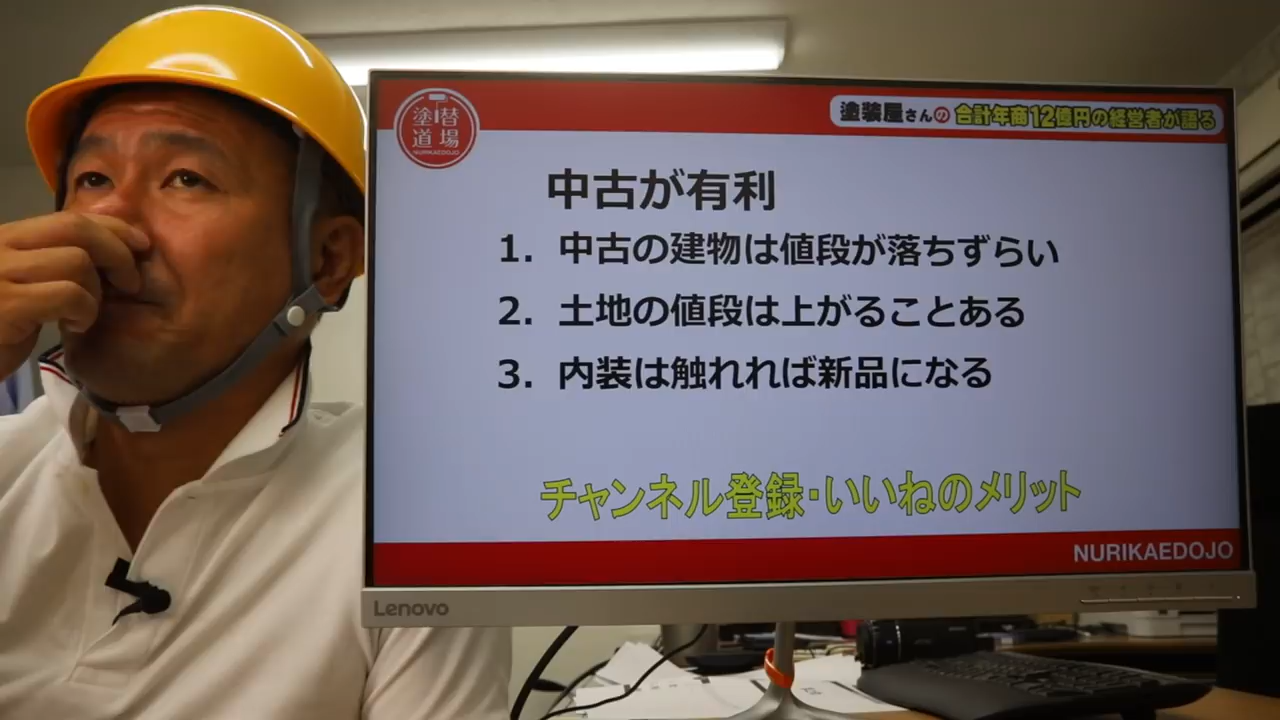 塗替
道場
NURIKAEDOJO
塗装屋さんの 合計年商12億円の経営者が語る
中古が有利
1. 中古の建物は値段が落ちずらい
2. 土地の値段は上がることある
3. 内装は触れれば新品になる
チャンネル登録・いいねのメリット
NURIKAEDOJO
Lenovo